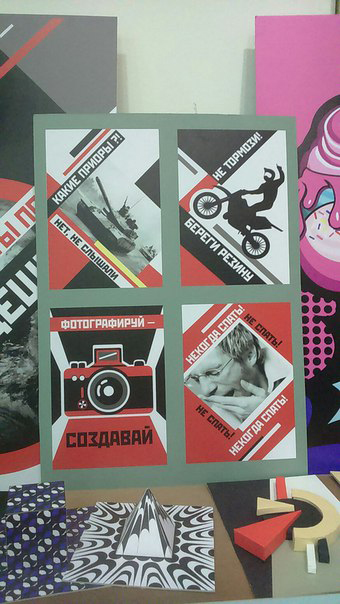 КАКИЕ ПРИОРЫ ?!
НЕТ, НЕ СЛЫШАЛИ
НЕ ТОРМОЗИ!
БЕРЕГИ РЕЗИНУ
ФОТОГРАФИРУЙ –
СОЗДАВАЙ
НЕКОГДА СПАТЬ!
НЕ СПАТЬ!
НЕ СПАТЬ!
НЕКОГДА СПАТЬ!